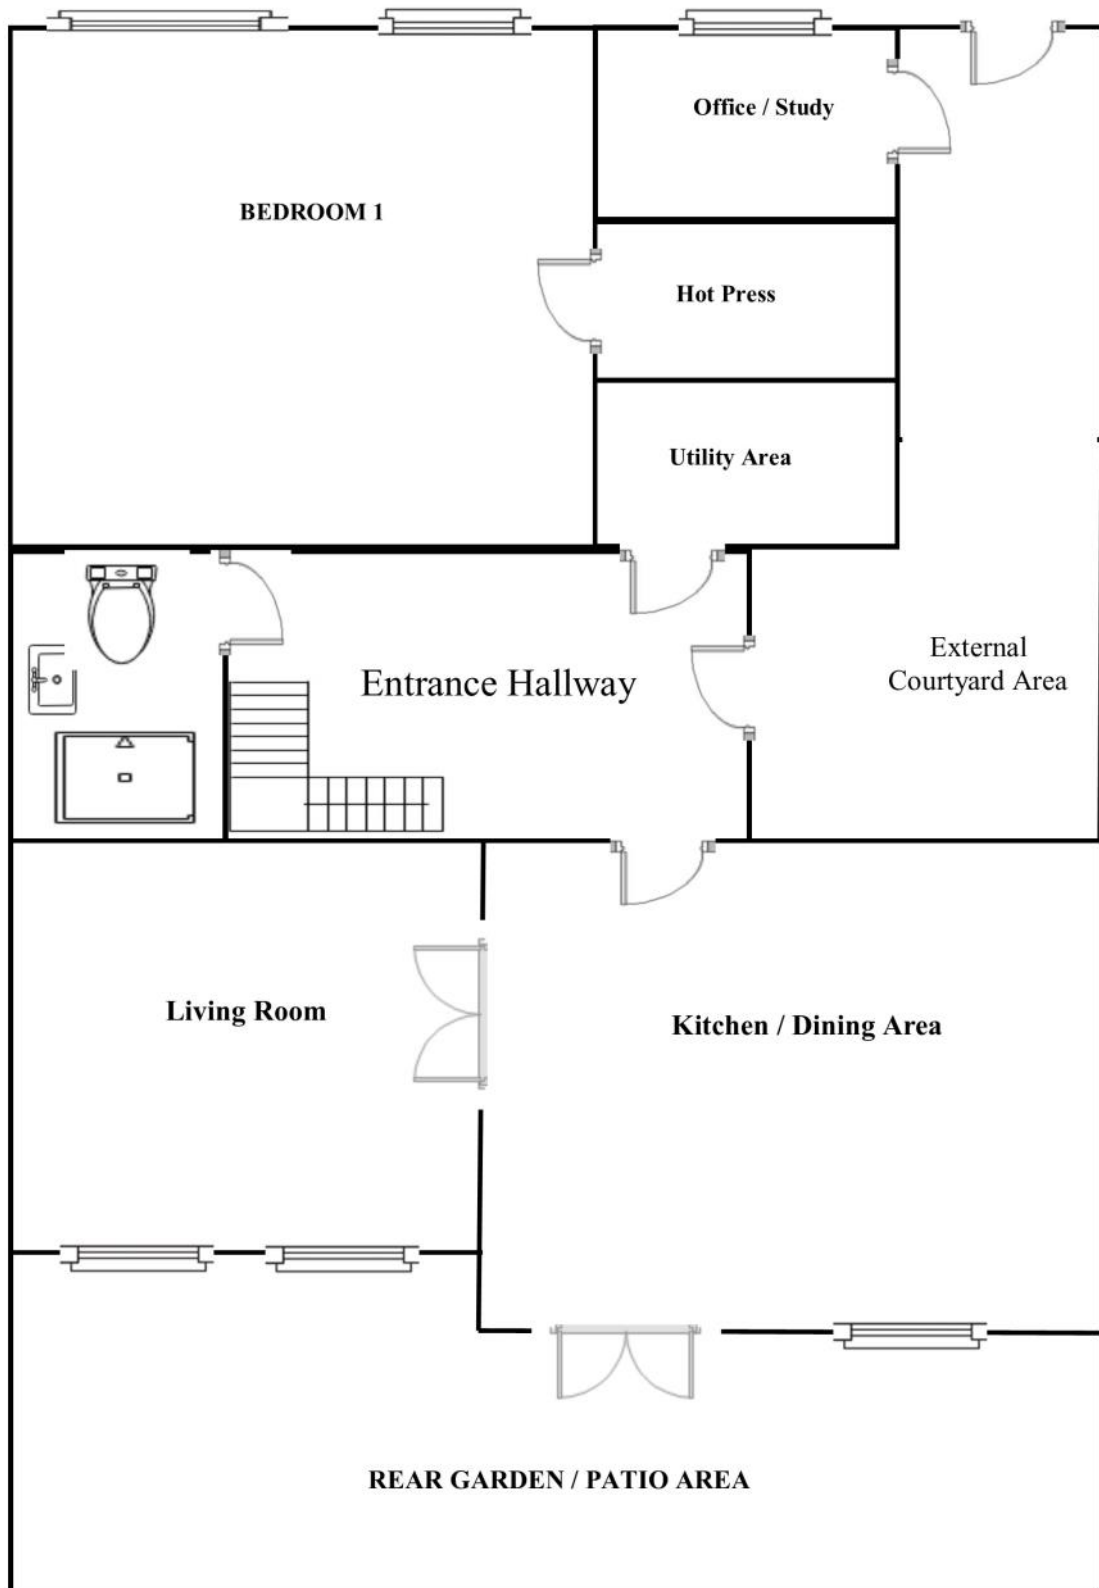 Office / Study
BEDROOM 1
Hot Press
Utility Area
External
Courtyard Area
Entrance Hallway
Living Room
Kitchen / Dining Area
REAR GARDEN / PATIO AREA